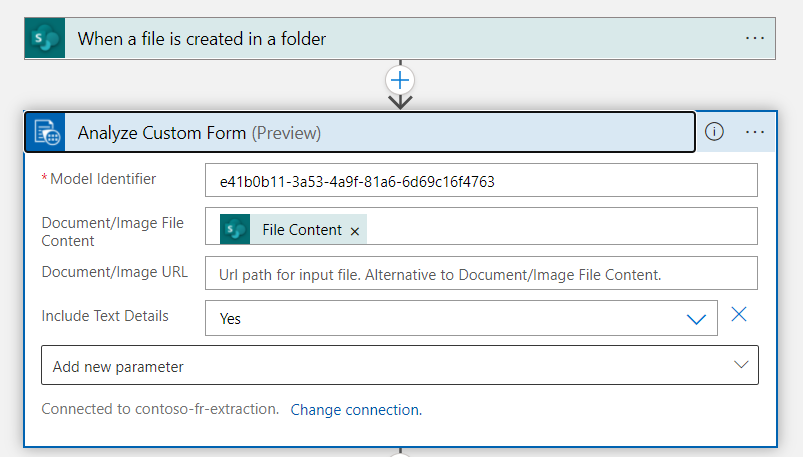 S
When a file is created in a folder
...
Analyze Custom Form (Preview)
...
* Model Identifier
e41b0b11-3a53-4a9f-81a6-6d69c16f4763
Document/Image File
Content
S
File Content ×
Document/Image URL
Url path for input file. Alternative to Document/Image File Content.
Include Text Details
Yes
Add new parameter
Connected to contoso-fr-extraction. Change connection.